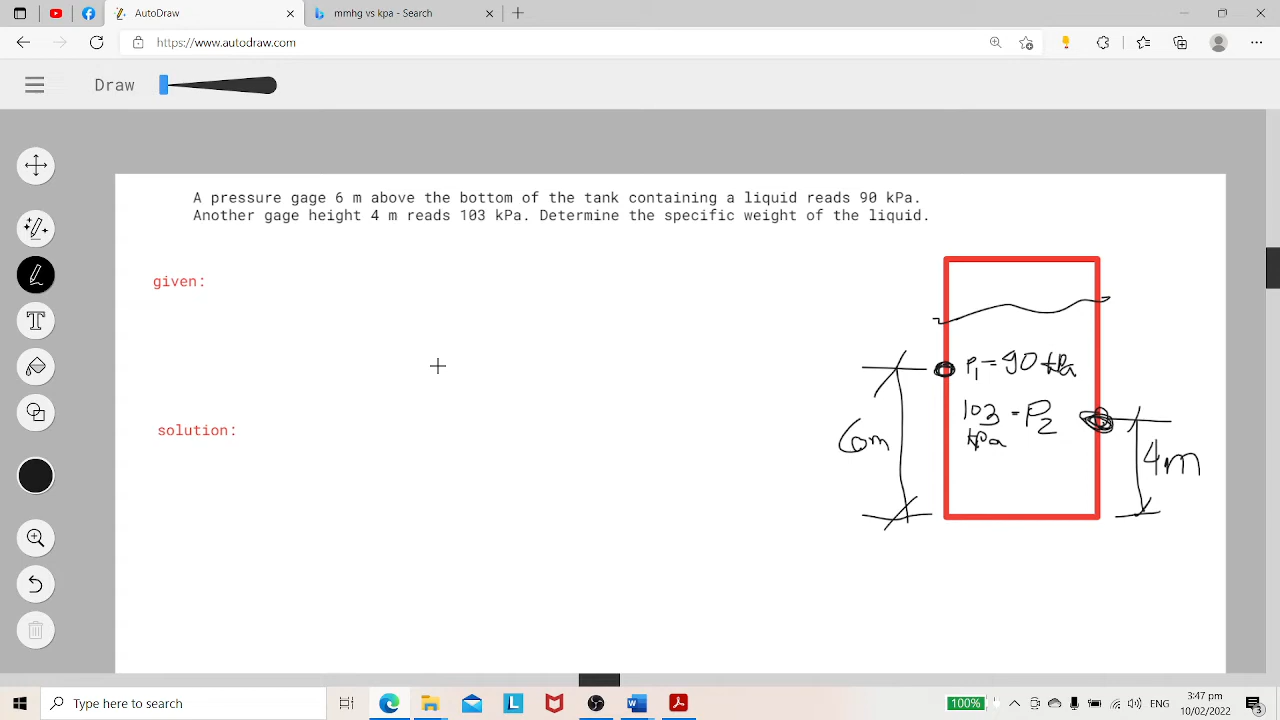 AutoDraw
mmhg vs kpa - Search
https://www.autodraw.com
Draw
A pressure gage 6 m above the bottom of the tank containing a liquid reads 90 kPa.
Another gage height 4 m reads 103 kPa. Determine the specific weight of the liquid.
given:
P1 = 90 kPa
103 - P2
kPa
6m
4m
solution:
Type here to search
100%
ENG
3:47 pm
10/02/2022
3